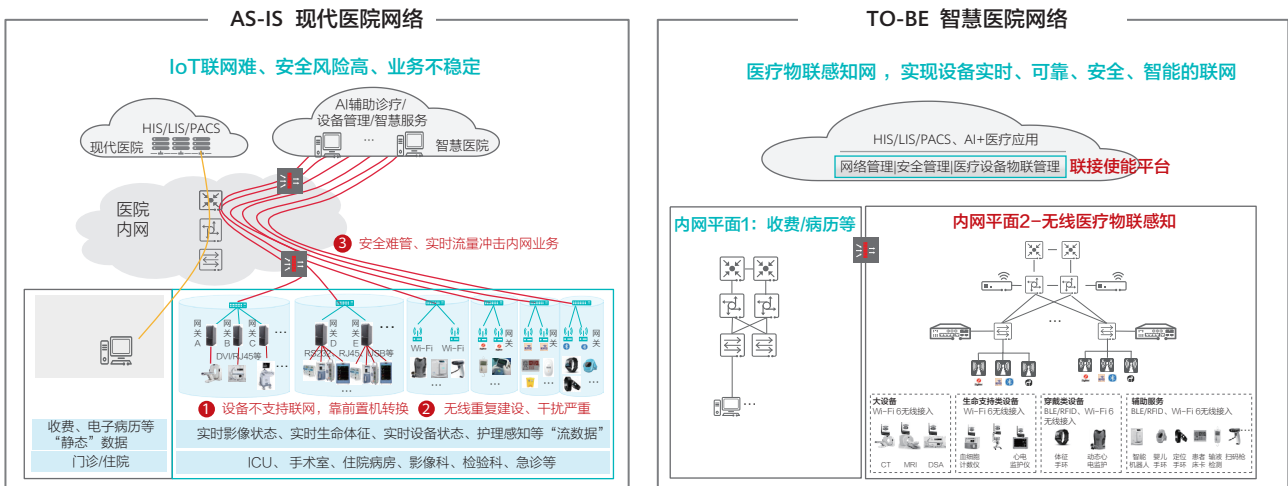 AS-IS 现代医院网络
IoT联网难、安全风险高、业务不稳定
HIS/LIS/PACS
现代医院
AI辅助诊疗/
设备管理/智慧服务
...
智慧医院
医院
内网
3 安全难管、实时流量冲击内网业务
网关A
网关B
网关C
...
DVI/RJ45等
网关D
网关E
...
RS232、RJ45、USB等
Wi-Fi
Wi-Fi
...
网关
网关
...
网关
网关
...
1 设备不支持联网，靠前置机转换
2 无线重复建设、干扰严重
收费、电子病历等
“静态”数据
实时影像状态、实时生命体征、实时设备状态、护理感知等“流数据”
门诊/住院
ICU、手术室、住院病房、影像科、检验科、急诊等
TO-BE 智慧医院网络
医疗物联感知网 ，实现设备实时、可靠、安全、智能的联网
HIS/LIS/PACS、AI+医疗应用
网络管理|安全管理|医疗设备物联管理
联接使能平台
内网平面1：收费/病历等
内网平面2-无线医疗物联感知
...
...
大设备
Wi-Fi 6无线接入
CT
MRI
DSA
生命支持类设备
Wi-Fi 6无线接入
血细胞
计数仪
心电
监护仪
穿戴类设备
BLE/RFID、Wi-Fi 6
无线接入
体征
手环
动态心
电监护
辅助服务
BLE/RFID、Wi-Fi 6无线接入
智能
机器人
婴儿
手环
定位
手环
患者
床卡
输液
检测
扫码枪
...